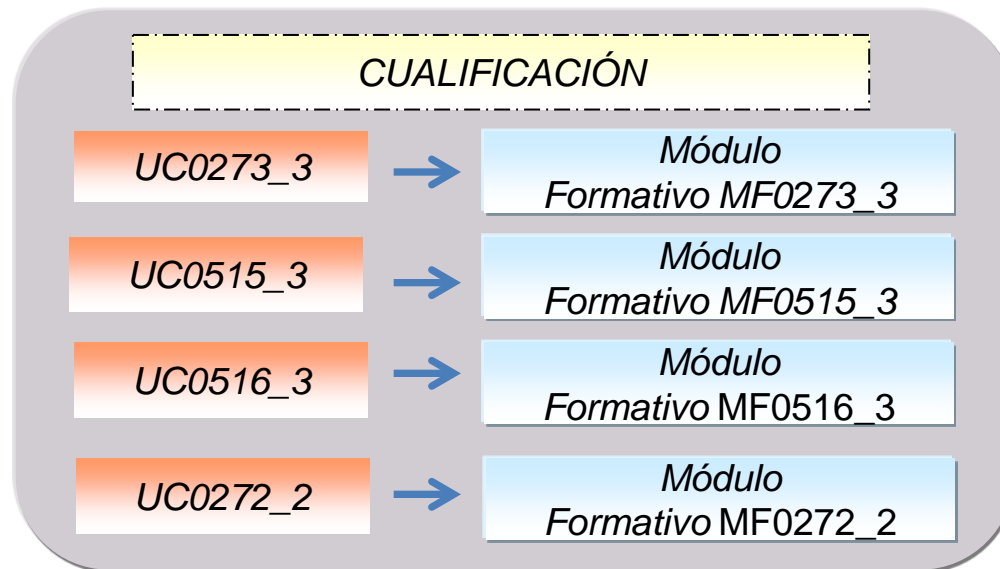 CUALIFICACIÓN
UC0273_3
Módulo
Formativo MF0273_3
UC0515_3
Módulo
Formativo MF0515_3
UC0516_3
Módulo
Formativo MF0516_3
UC0272_2
Módulo
Formativo MF0272_2